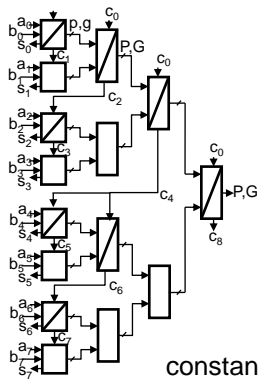 c0 c0
a0 p,g
b0 P,G
s0 c1 c0
a1
b1
s1 c2
a2
b2
s2 c3 c0
a3
b3
s3 c4 P,G
a4
b4 c8
s4 c5
a5
b5
s5 c6
a6
b6
s6 c7
a7
b7
s7
constan